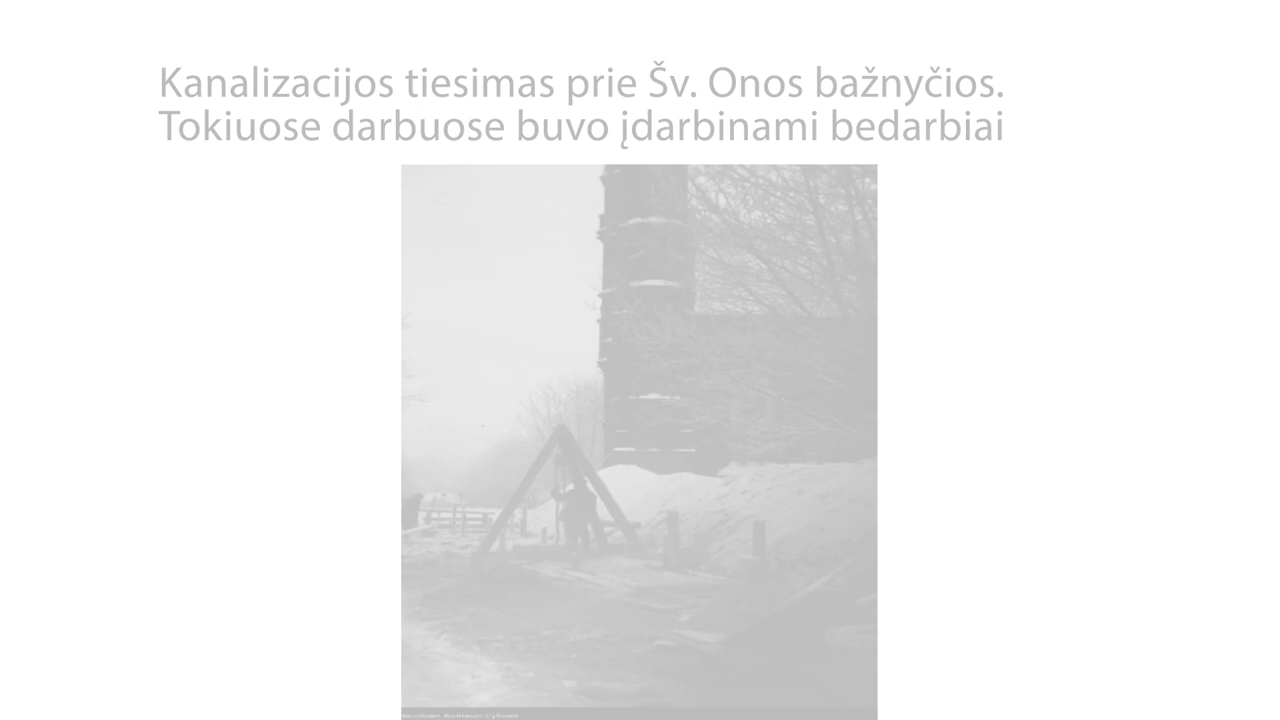 Kanalizacijos tiesimas prie Šv. Onos bažnyčios.
Tokiuose darbuose buvo įdarbinami bedarbiai